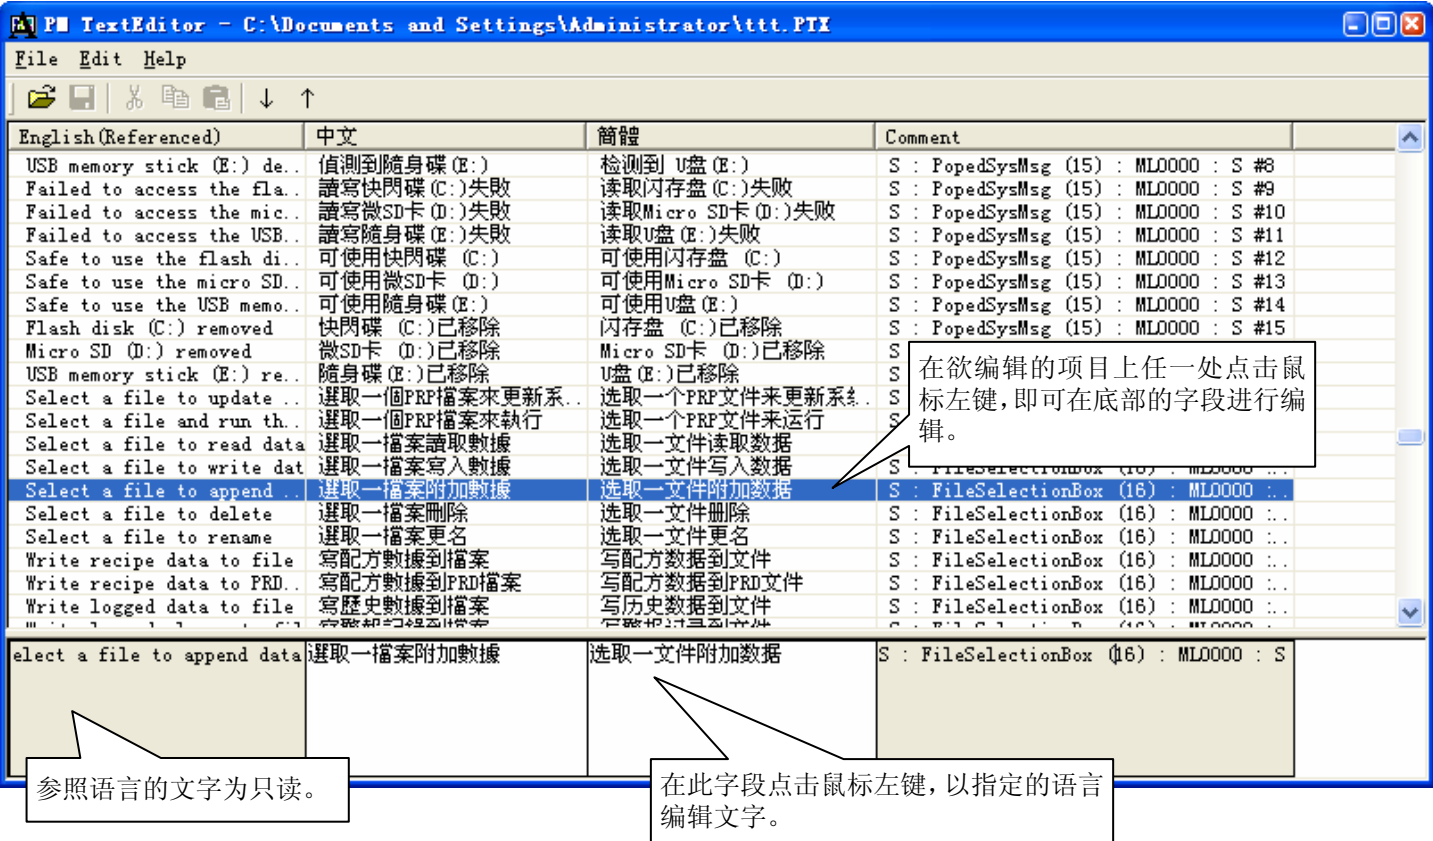 PM TextEditor - C:\Documents and Settings\Administrator\ttt.PTX
File Edit Help
English(Referenced) 中文 簡體 Comment
USB memory stick (E:) de.. 偵測到隨身碟(E:) 检测到 U盘(E:) S : PopedSysMsg (15) : ML0000 : S #8
Failed to access the fla.. 讀寫快閃碟(C:)失敗 读取闪存盘(C:)失败 S : PopedSysMsg (15) : ML0000 : S #9
Failed to access the mic.. 讀寫微SD卡(D:)失敗 读取Micro SD卡(D:)失败 S : PopedSysMsg (15) : ML0000 : S #10
Failed to access the USB.. 讀寫隨身碟(E:)失敗 读取U盘(E:)失败 S : PopedSysMsg (15) : ML0000 : S #11
Safe to use the flash di.. 可使用快閃碟 (C:) 可使用闪存盘 (C:) S : PopedSysMsg (15) : ML0000 : S #12
Safe to use the micro SD.. 可使用微SD卡 (D:) 可使用Micro SD卡 (D:) S : PopedSysMsg (15) : ML0000 : S #13
Safe to use the USB memo.. 可使用隨身碟(E:) 可使用U盘(E:) S : PopedSysMsg (15) : ML0000 : S #14
Flash disk (C:) removed 快閃碟 (C:)已移除 闪存盘 (C:)已移除 S : PopedSysMsg (15) : ML0000 : S #15
Micro SD (D:) removed 微SD卡 (D:)已移除 Micro SD卡 (D:)已移除 S
USB memory stick (E:) re.. 隨身碟(E:)已移除 U盘(E:)已移除 S
Select a file to update .. 選取一個PRP檔案來更新系.. 选取一个PRP文件来更新系..
Select a file and run th.. 選取一個PRP檔案來執行 选取一个PRP文件来运行 S
Select a file to read data 選取一檔案讀取數據 选取一文件读取数据 S
Select a file to write dat 選取一檔案寫入數據 选取一文件写入数据 S : FileSelectionBox (16) : ML0000 :..
Select a file to append .. 選取一檔案附加數據 选取一文件附加数据 S : FileSelectionBox (16) : ML0000 :..
Select a file to delete 選取一檔案刪除 选取一文件册除 S : FileSelectionBox (16) : ML0000 :..
Select a file to rename 選取一檔案更名 选取一文件更名 S : FileSelectionBox (16) : ML0000 :..
Write recipe data to file 寫配方數據到檔案 写配方数据到文件 S : FileSelectionBox (16) : ML0000 :..
Write recipe data to PRD.. 寫配方數據到PRD檔案 写配方数据到PRD文件 S : FileSelectionBox (16) : ML0000 :..
Write logged data to file 寫歷史數據到檔案 写历史数据到文件 S : FileSelectionBox (16) : ML0000 :..
在欲编辑的项目上任一处点击鼠
标左键,即可在底部的字段进行编
辑。
elect a file to append data 選取一檔案附加數據 选取一文件附加数据 S : FileSelectionBox (16) : ML0000 : S
参照语言的文字为只读。
在此字段点击鼠标左键,以指定的语言
编辑文字。